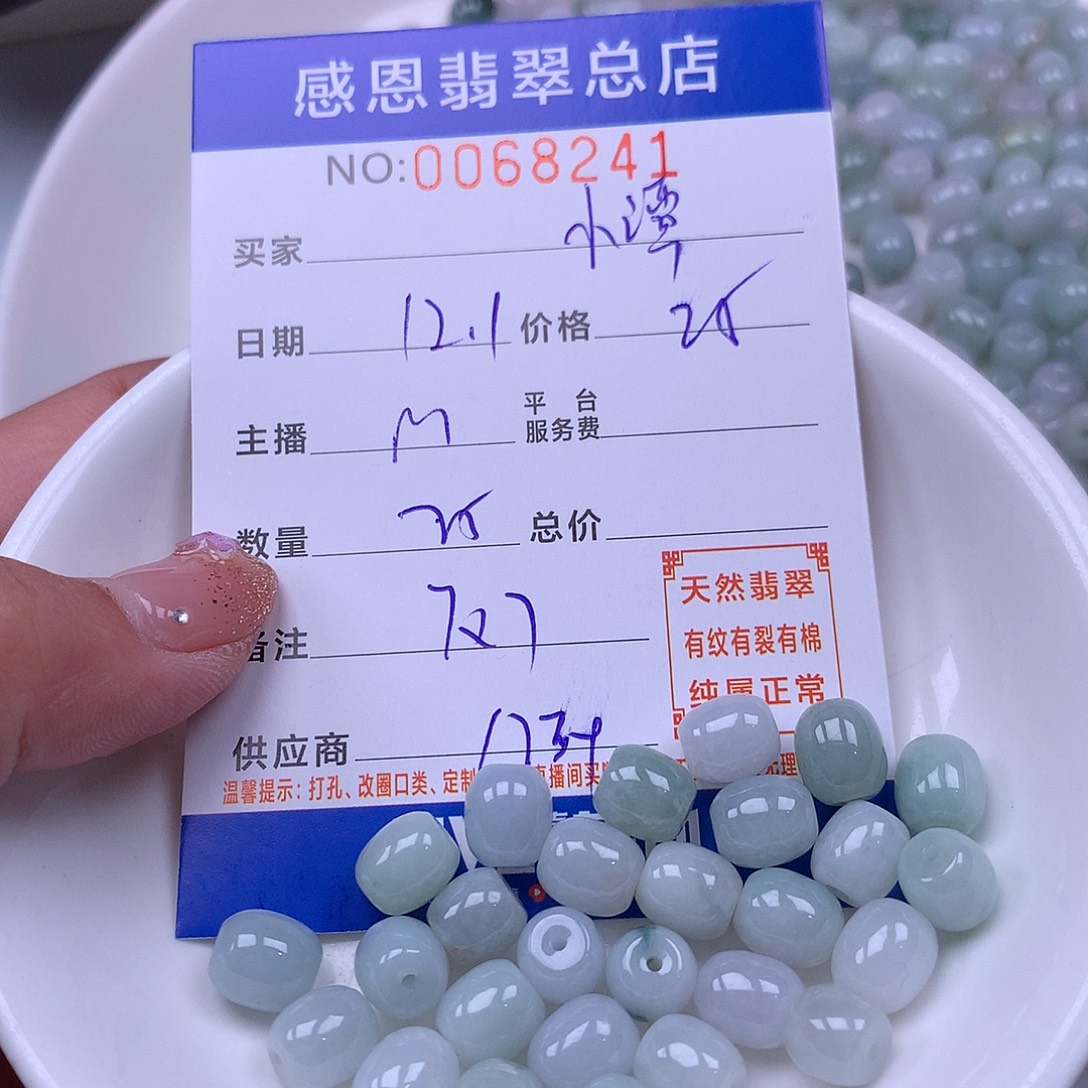 感恩翡翠总店
NO:0068241
买家 小潭
日期 12.1 价格 25
主播 M 平台服务费
数量 25 总价
备注 7X7
供应商
天然翡翠
有纹有裂有棉
纯属正常
温馨提示:打孔、改圈口类、定制